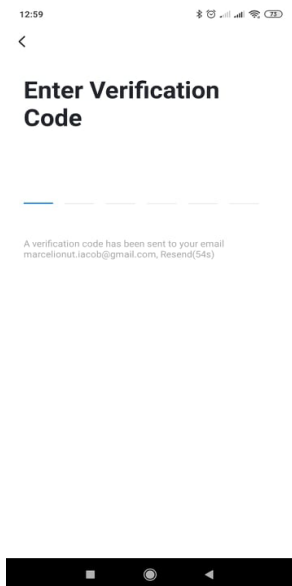 12:59
73
Enter Verification
Code
A verification code has been sent to your email
marcelionut.iacob@gmail.com, Resend(54s)